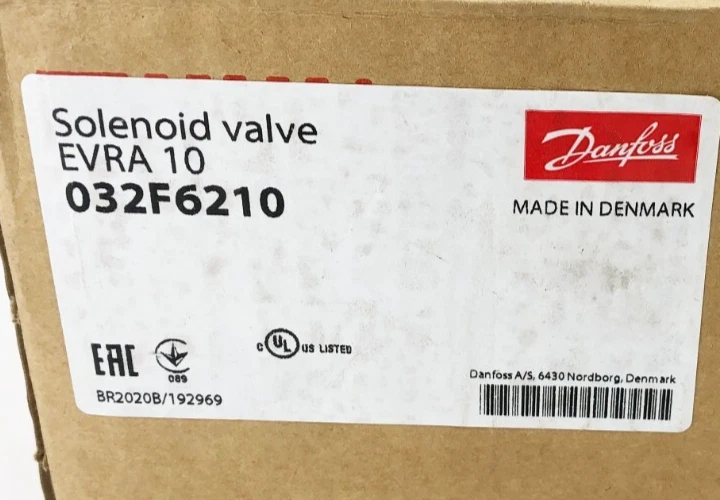 Solenoid valve
EVRA 10
032F6210
Danfoss
MADE IN DENMARK
EAC
089
C UL US LISTED
BR2020B/192969
Danfoss A/S, 6430 Nordborg, Denmark